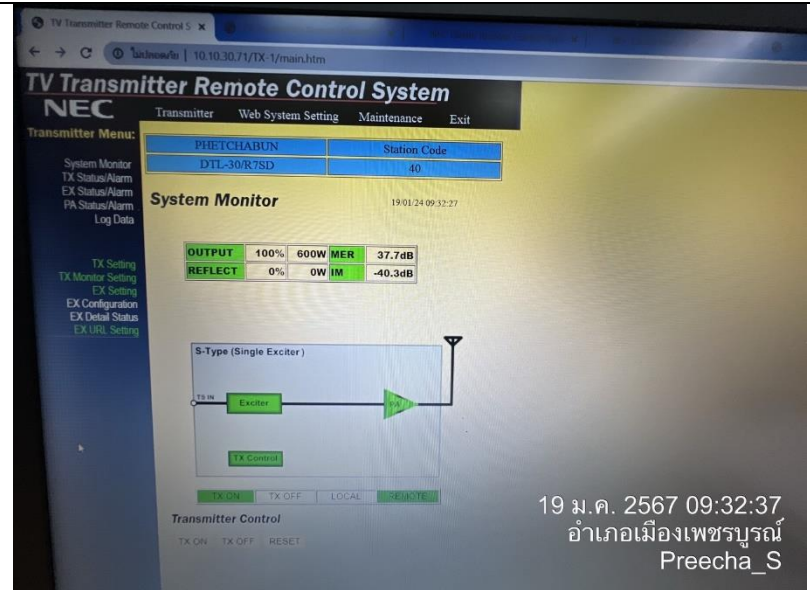 TV Transmitter Remote Control S
ไม่ปลอดภัย | 10.10.30.71/TX-1/main.htm
TV Transmitter Remote Control System
NEC
Transmitter Web System Setting Maintenance Exit
Transmitter Menu:
System Monitor
TX Status/Alarm
EX Status/Alarm
PA Status/Alarm
Log Data
TX Setting
TX Monitor Setting
EX Setting
EX Configuration
EX Detail Status
EX URL Setting
PHETCHABUN Station Code
DTL-30/R7SD 40
System Monitor 19/01/24 09:32:27
OUTPUT 100% 600W MER 37.7dB
REFLECT 0% 0W IM -40.3dB
S-Type (Single Exciter)
TS IN
Exciter
PA
TX Control
TX ON TX OFF LOCAL REMOTE
Transmitter Control
TX ON TX OFF RESET
19 ม.ค. 2567 09:32:37
อำเภอเมืองเพชรบูรณ์
Preecha_S